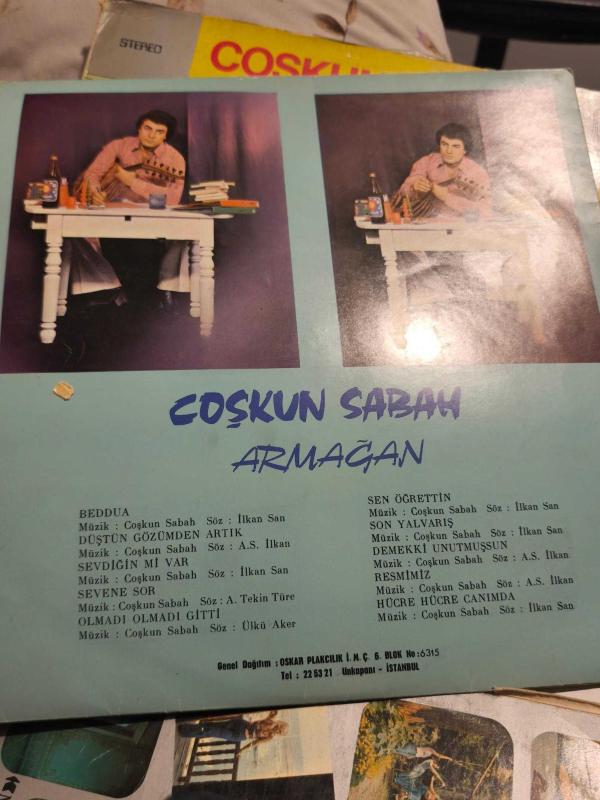 STEREO
COŞKUN
COŞKUN SABAH
ARMAĞAN
BEDDUA
Müzik : Coşkun Sabah Söz : İlkan San
DÜŞTÜN GÖZÜMDEN ARTIK
Müzik : Coşkun Sabah Söz : A.S. İlkan
SEVDİĞİN Mİ VAR
Müzik : Coşkun Sabah Söz : İlkan San
SEVENE SOR
Müzik : Coşkun Sabah Söz : A. Tekin Türe
OLMADI OLMADI GİTTİ
Müzik : Coşkun Sabah Söz : Ülkü Aker
SEN ÖĞRETTİN
Müzik : Coşkun Sabah Söz : İlkan San
SON YALVARIŞ
Müzik : Coşkun Sabah Söz : İlkan San
DEMEKKİ UNUTMUŞSUN
Müzik : Coşkun Sabah Söz : A.S. İlkan
RESMİMİZ
Müzik : Coşkun Sabah Söz : A.S. İlkan
HÜCRE HÜCRE CANIMDA
Müzik : Coşkun Sabah Söz : İlkan San
Genel Dağıtım : OSKAR PLAKCILIK İ.M.Ç. 6. BLOK No:6315
Tel : 22 63 21 Unkapanı - İSTANBUL